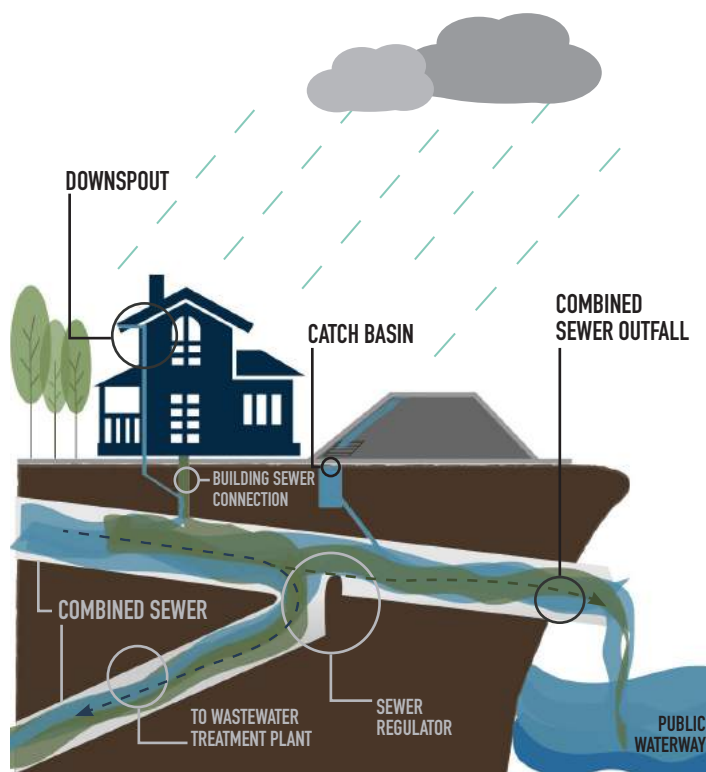 DOWNSPOUT
COMBINED
SEWER OUTFALL
CATCH BASIN
BUILDING SEWER
CONNECTION
COMBINED SEWER
TO WASTEWATER
TREATMENT PLANT
SEWER
REGULATOR
PUBLIC
WATERWAY